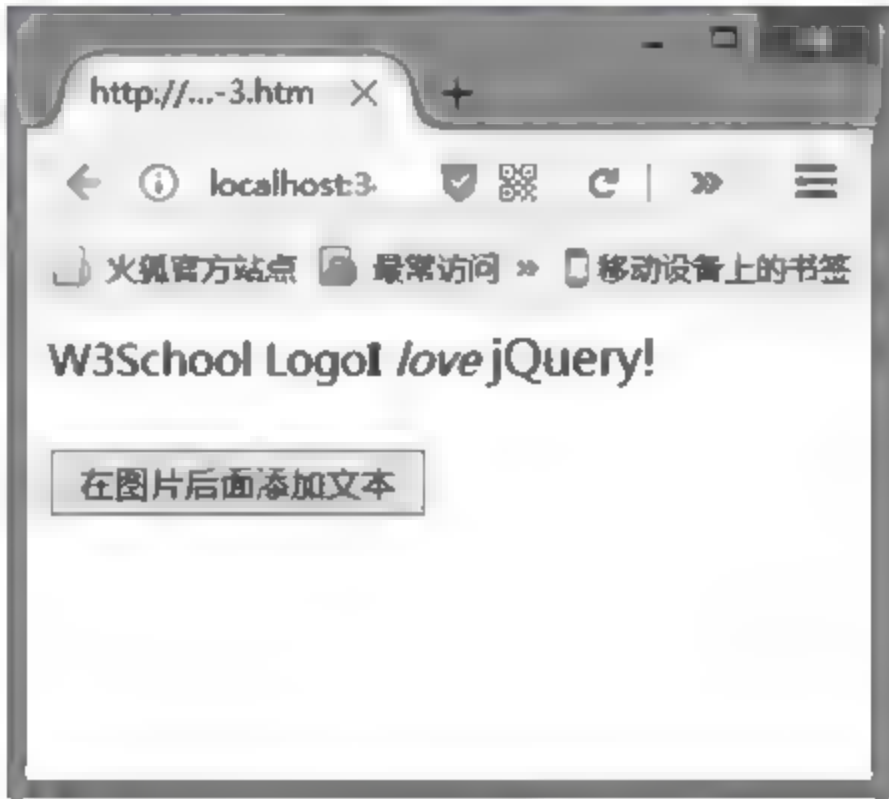 http://...-3.htm
localhost:3
火狐官方站点 最常访问 » 移动设备上的书签
W3School LogoI love jQuery!
在图片后面添加文本